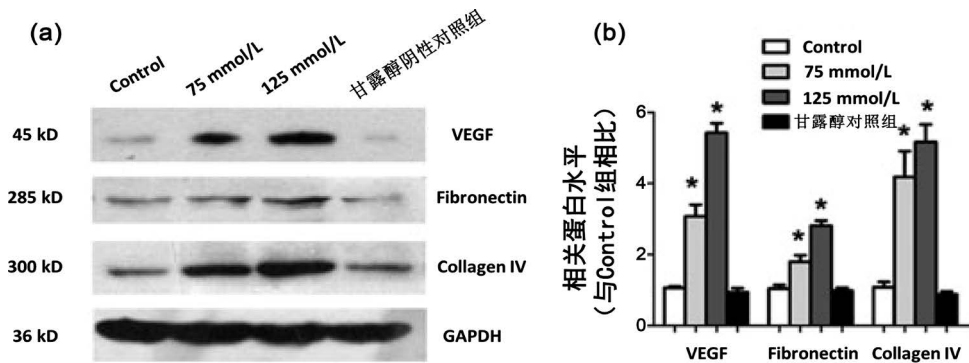 (a)
Control
75 mmol/L
125 mmol/L
甘露醇阴性对照组
45 kD
VEGF
285 kD
Fibronectin
300 kD
Collagen IV
36 kD
GAPDH
(b)
Control
75 mmol/L
125 mmol/L
甘露醇对照组
相关蛋白水平
(与Control组相比)
6
4
2
0
*
*
*
*
*
*
VEGF
Fibronectin
Collagen IV